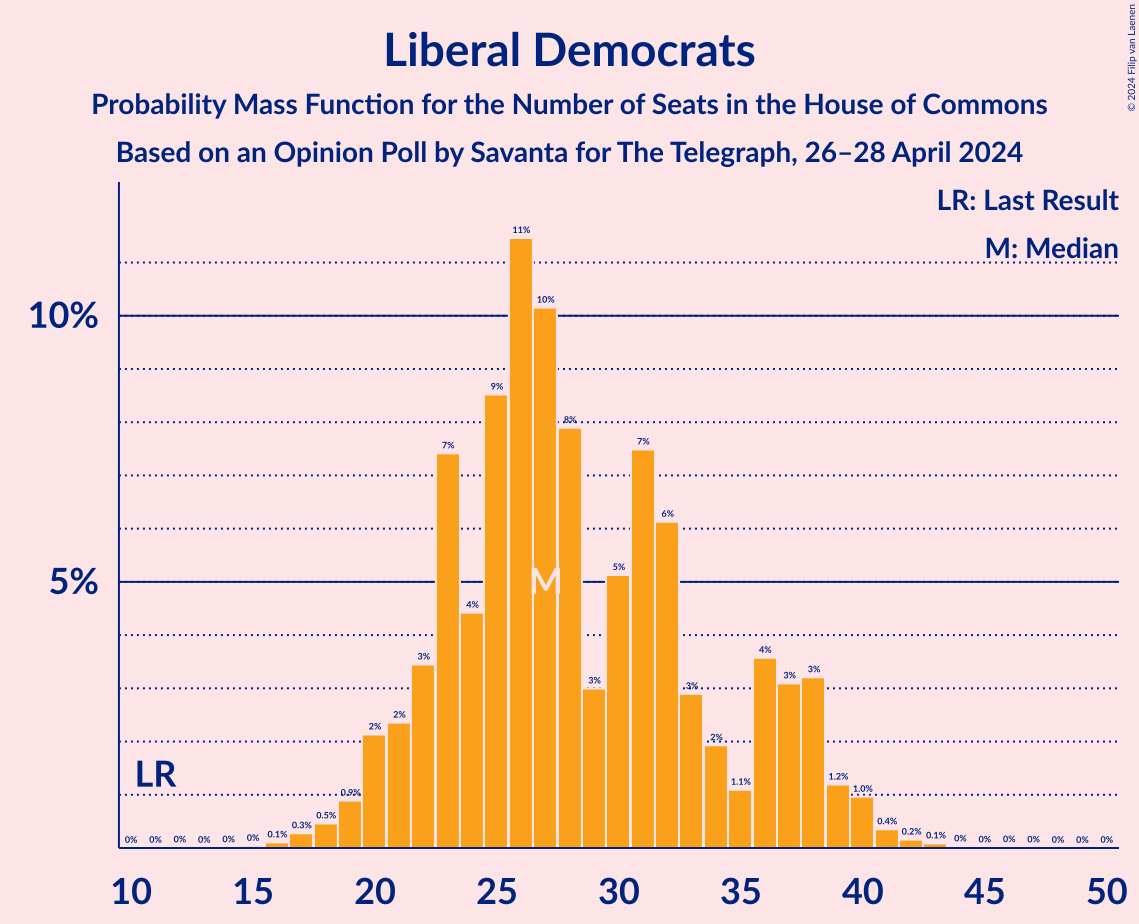 © 2024 Filip van Laenen
Liberal Democrats
Probability Mass Function for the Number of Seats in the House of Commons
Based on an Opinion Poll by Savanta for The Telegraph, 26–28 April 2024
LR: Last Result
M: Median
10%
5%
LR
M
0% 0% 0% 0% 0% 0% 0.1% 0.3% 0.5% 0.9% 2% 2% 3% 7% 4% 9% 11% 10% 8% 3% 5% 7% 6% 3% 2% 1.1% 4% 3% 3% 1.2% 1.0% 0.4% 0.2% 0.1% 0% 0% 0% 0% 0% 0% 0%
10 15 20 25 30 35 40 45 50